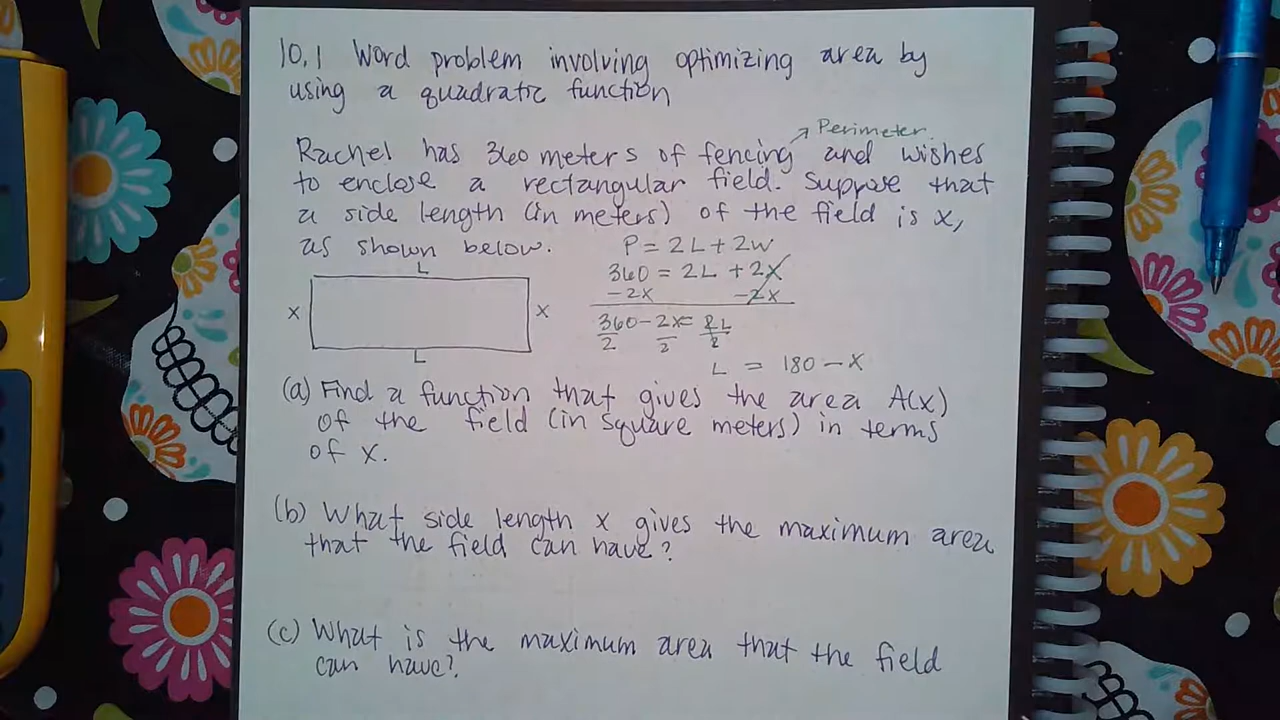 10.1 Word problem involving optimizing area by
using a quadratic function
→ Perimeter.
Rachel has 360 meters of fencing and wishes
to enclose a rectangular field. Suppose that
a side length (in meters) of the field is x,
as shown below.
P = 2L + 2W
L
360 = 2L + 2X
-2X -2X
x
x
360 - 2X = 2L
2 2 2
L
L = 180 - X
(a) Find a function that gives the area A(x)
of the field (in square meters) in terms
of x.
(b) What side length x gives the maximum area
that the field can have?
(c) What is the maximum area that the field
can have?